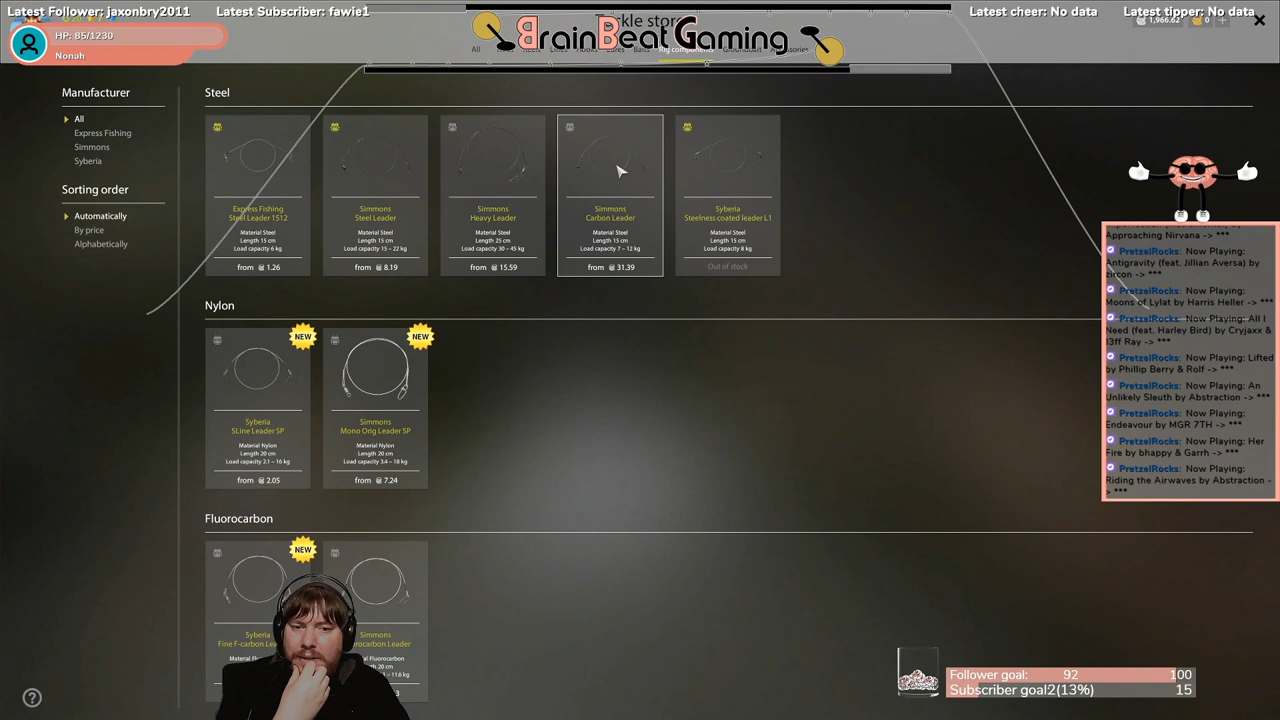 Latest Follower: jaxonbry2011
Latest Subscriber: fawie1
Latest cheer: No data
Latest tipper: No data
HP: 85/1230
Nonah
BrainBeat Gaming
1,966.62
0
All
Manufacturer
All
Express Fishing
Simmons
Syberia
Sorting order
Automatically
By price
Alphabetically
Steel
Express Fishing
Steel Leader 1512
Material Steel
Length 15 cm
Load capacity 6 kg
from 1.26
Simmons
Steel Leader
Material Steel
Length 15 cm
Load capacity 15 – 22 kg
from 8.19
Simmons
Heavy Leader
Material Steel
Length 25 cm
Load capacity 30 – 45 kg
from 15.59
Simmons
Carbon Leader
Material Steel
Length 15 cm
Load capacity 7 – 12 kg
from 31.39
Syberia
Steelness coated leader L1
Material Steel
Length 15 cm
Load capacity 8 kg
Out of stock
Nylon
NEW
Syberia
SLine Leader SP
Material Nylon
Length 20 cm
Load capacity 2.1 – 16 kg
from 2.05
NEW
Simmons
Mono Orig Leader SP
Material Nylon
Length 20 cm
Load capacity 3.4 – 18 kg
from 7.24
Fluorocarbon
NEW
Syberia
Fine F-carbon
Simmons
Leader
Fluorocarbon
11.6 kg
Approaching Nirvana -> ***
PretzelRocks: Now Playing:
Antigravity (feat. Jillian Aversa) by
zircon -> ***
PretzelRocks: Now Playing:
Moons of Lylat by Harris Heller -> ***
PretzelRocks: Now Playing: All I
Need (feat. Harley Bird) by Cryjaxx &
Ray -> ***
PretzelRocks: Now Playing: Lifted
by Phillip Berry & Rolf -> ***
PretzelRocks: Now Playing: An
Unlikely Sleuth by Abstraction -> ***
PretzelRocks: Now Playing:
Endeavour by MGR 7TH -> ***
PretzelRocks: Now Playing: Her
Fire by bhappy & Garrh -> ***
PretzelRocks: Now Playing:
Riding the Airwaves by Abstraction -
> ***
Follower goal: 92 100
Subscriber goal2(13%) 15